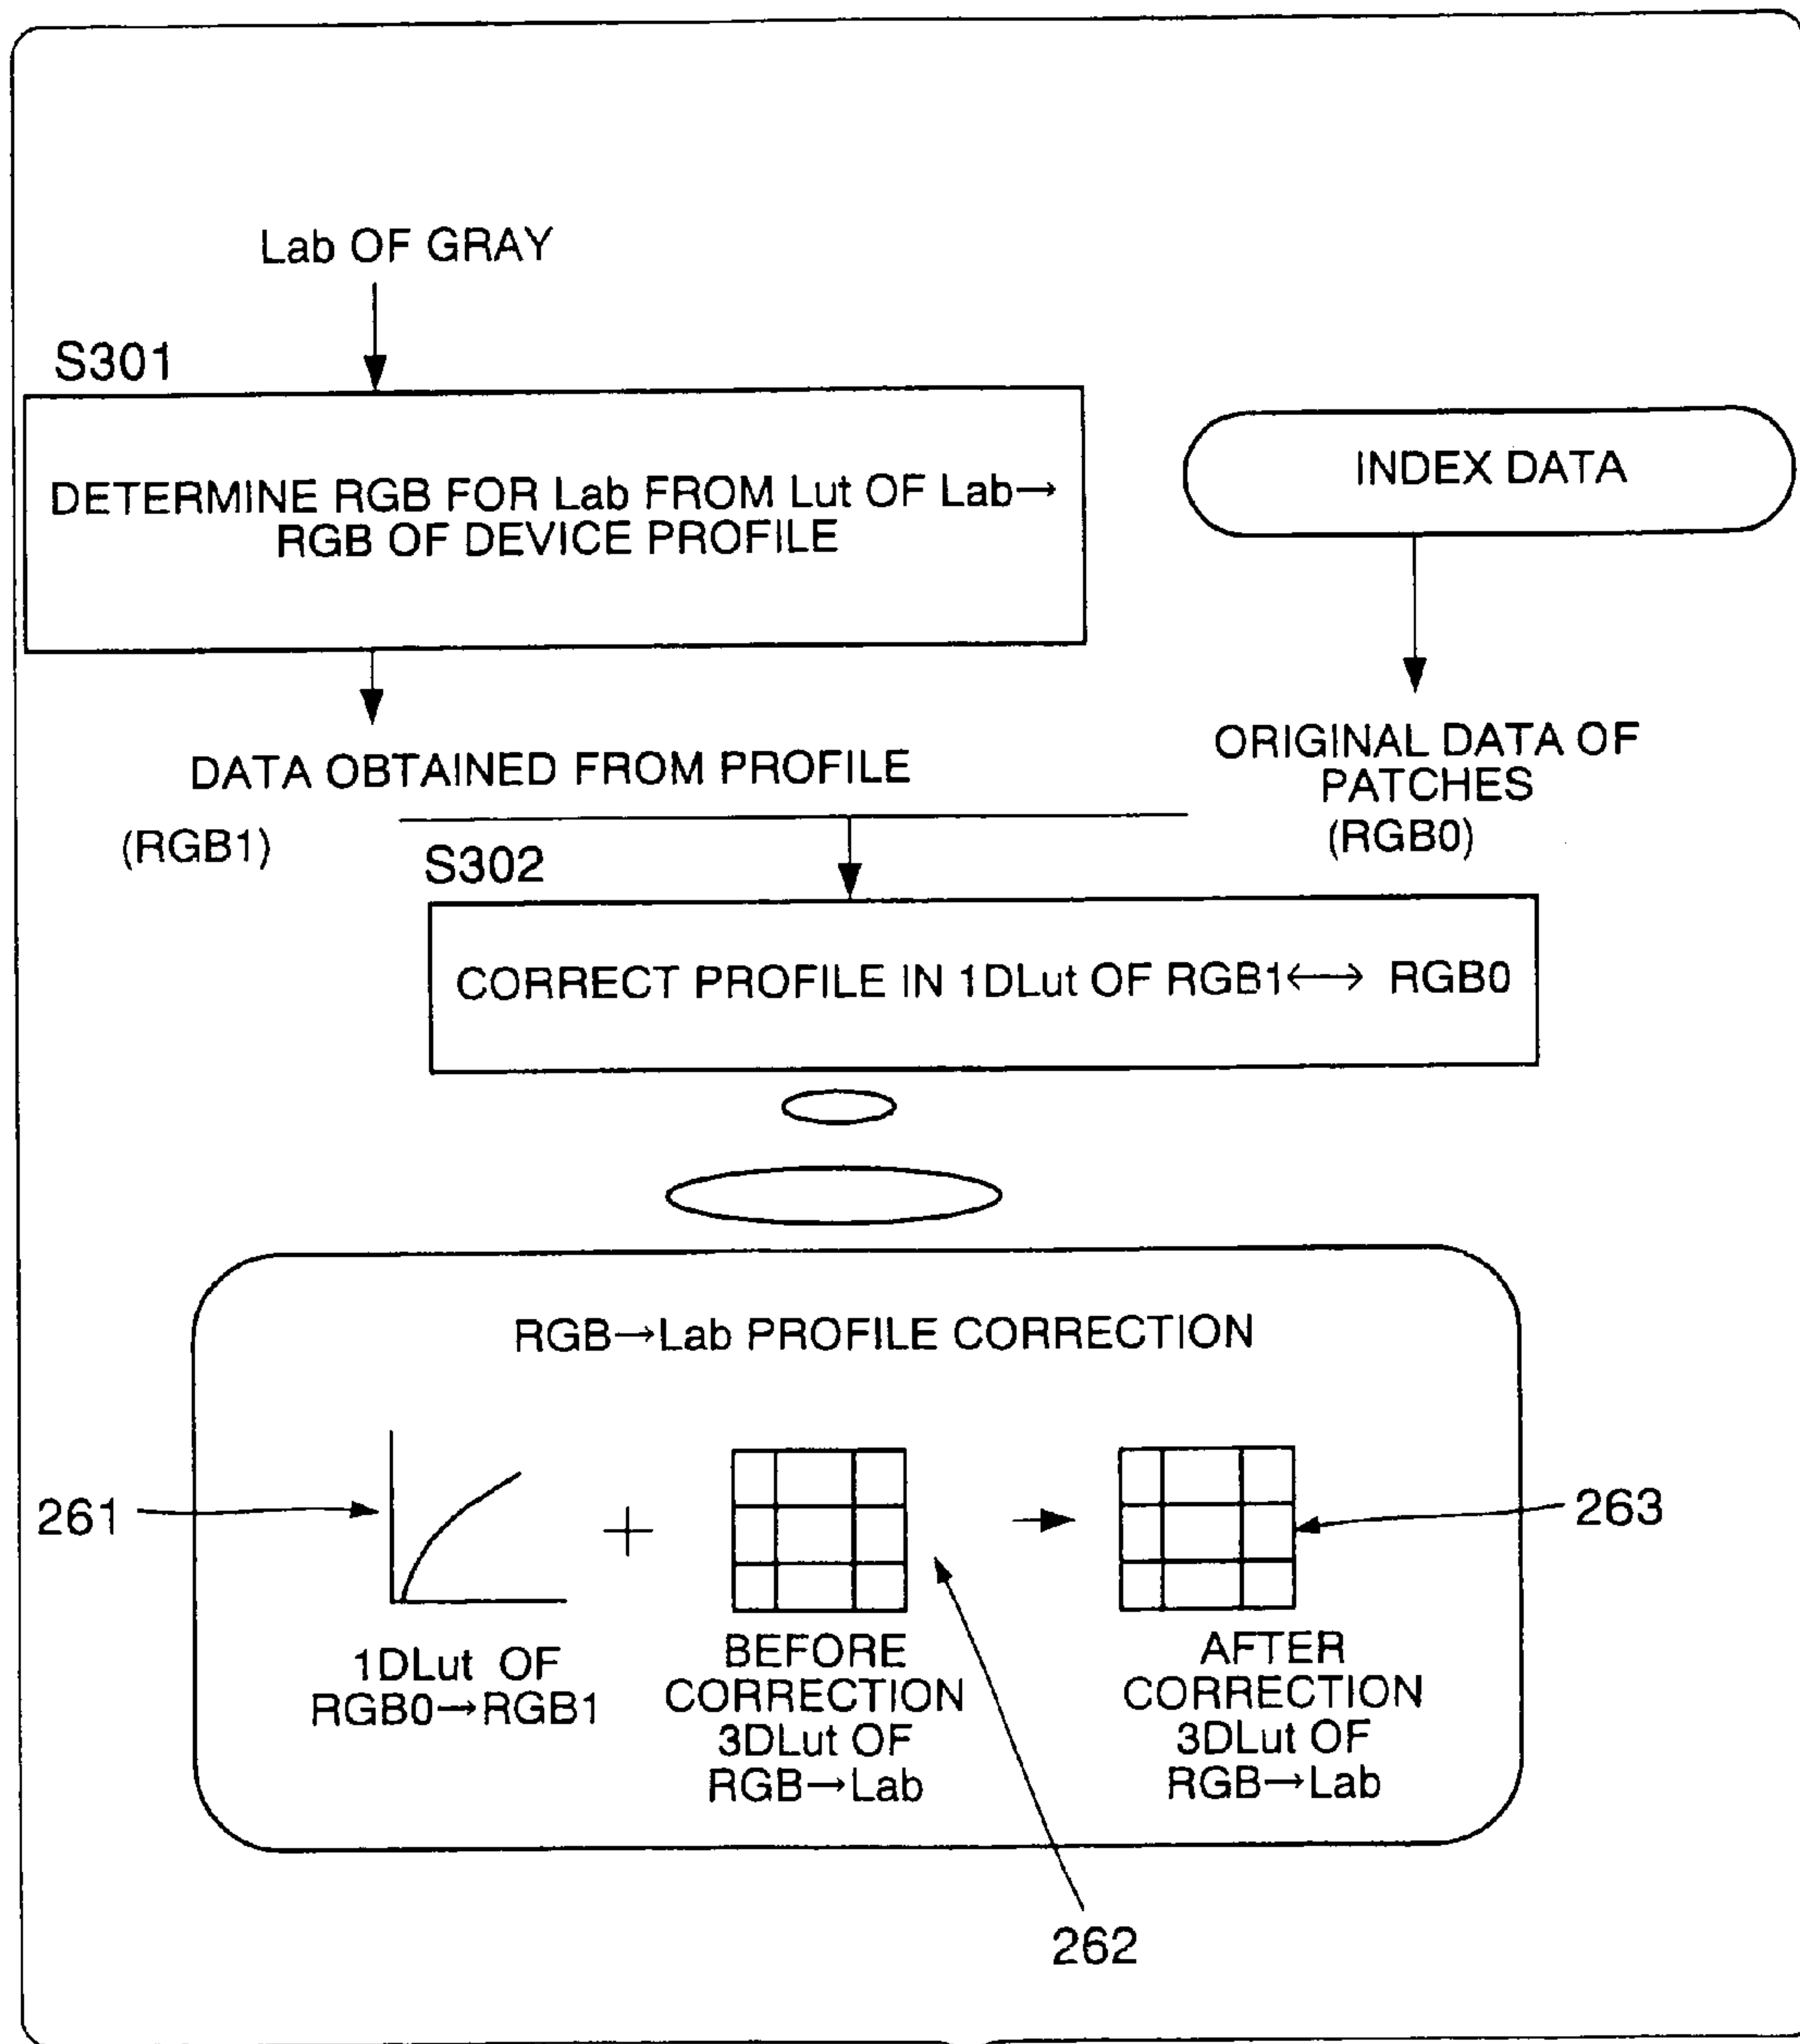 Lab OF GRAY
S301
DETERMINE RGB FOR Lab FROM Lut OF Lab→
RGB OF DEVICE PROFILE
INDEX DATA
DATA OBTAINED FROM PROFILE
(RGB1)
ORIGINAL DATA OF
PATCHES
(RGB0)
S302
CORRECT PROFILE IN 1DLut OF RGB1↔ RGB0
RGB→Lab PROFILE CORRECTION
261
+
263
1DLut OF
RGB0→RGB1
BEFORE
CORRECTION
3DLut OF
RGB→Lab
AFTER
CORRECTION
3DLut OF
RGB→Lab
262